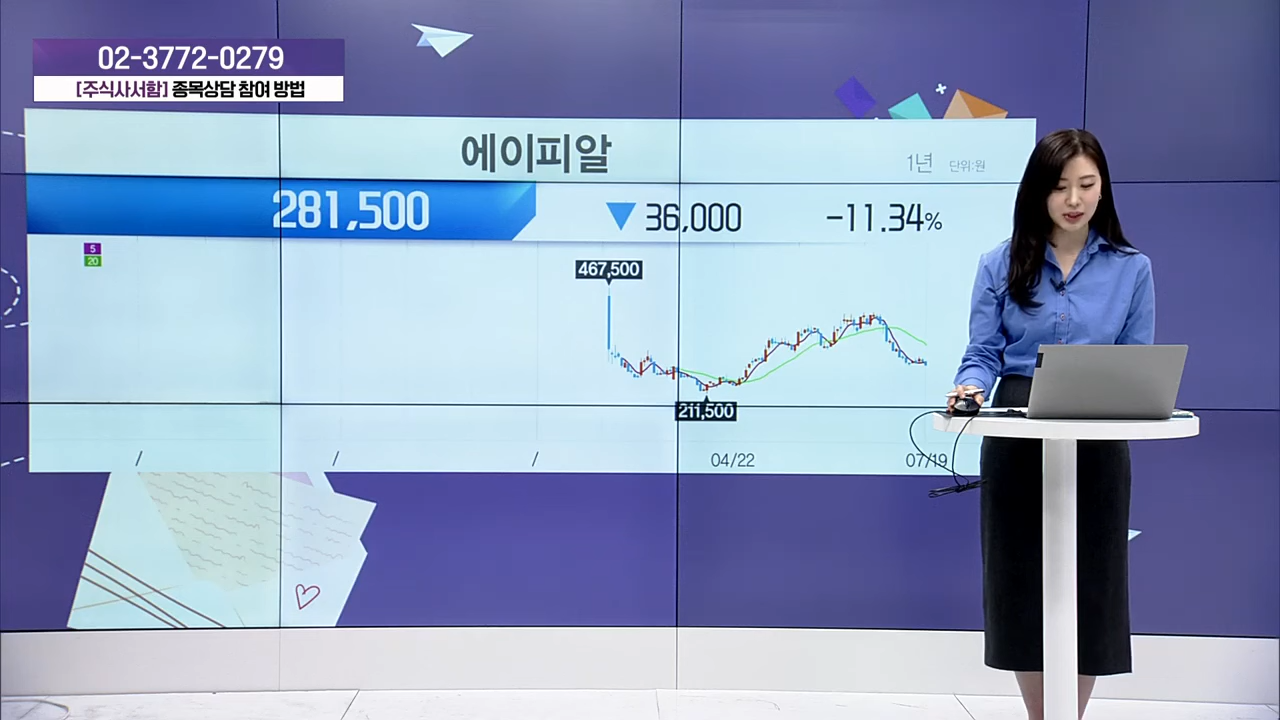 02-3772-0279
[주식사서함] 종목상담 참여 방법
에이피알
1년 단위:원
281,500 ▼ 36,000 -11.34%
5
20
467,500
211,500
/ / / 04/22 07/19